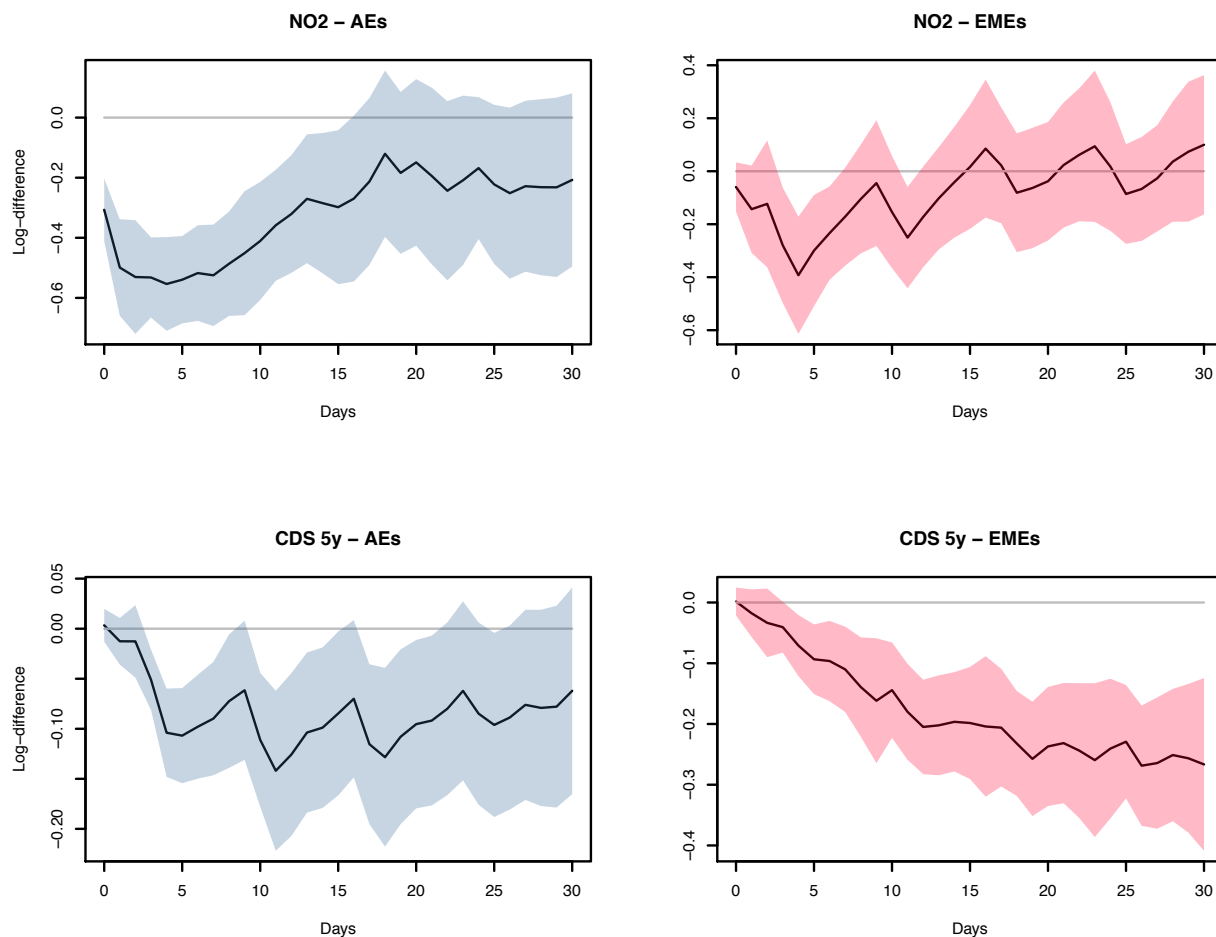 NO2 – AEs
Log−difference
0.0
−0.2
−0.4
−0.6
0 5 10 15 20 25 30
Days
NO2 – EMEs
0.4
0.2
0.0
−0.2
−0.4
−0.6
0 5 10 15 20 25 30
Days
CDS 5y – AEs
Log−difference
0.05
0.00
−0.10
−0.20
0 5 10 15 20 25 30
Days
CDS 5y – EMEs
0.0
−0.1
−0.2
−0.3
−0.4
0 5 10 15 20 25 30
Days